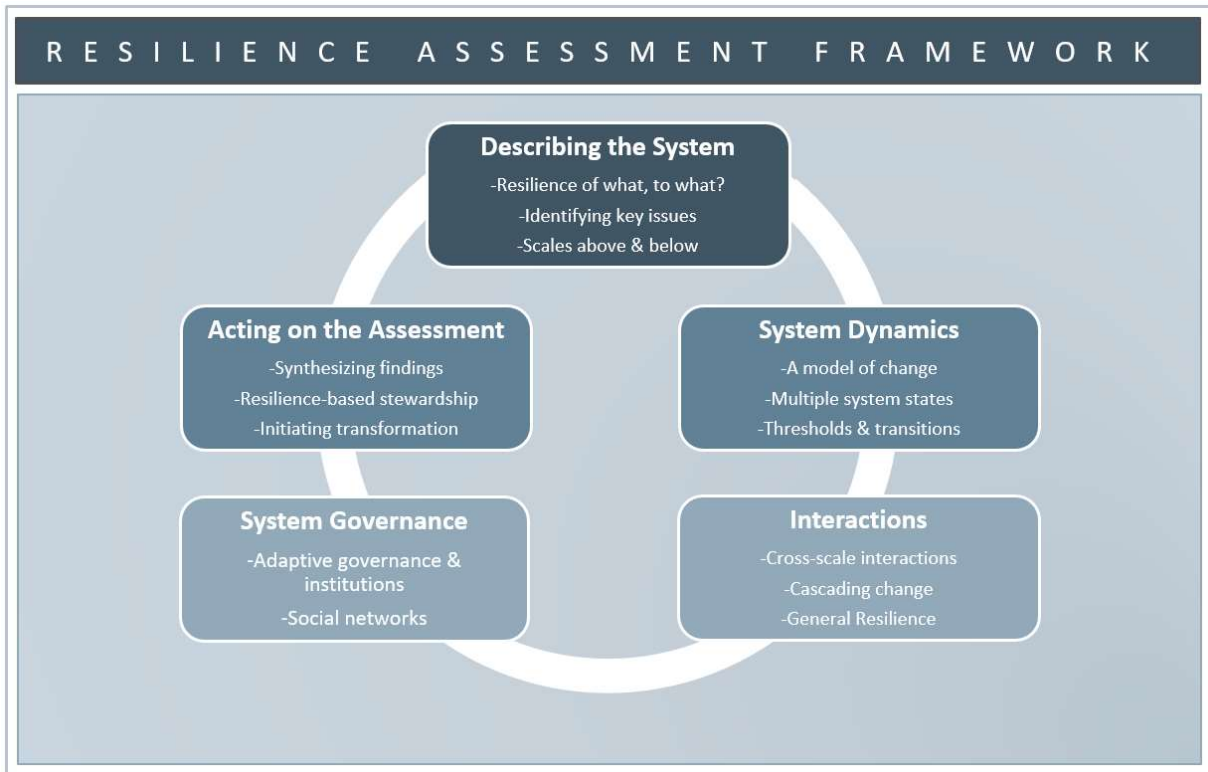 RESILIENCE ASSESSMENT FRAMEWORK
Describing the System
-Resilience of what, to what?
-Identifying key issues
-Scales above & below
System Dynamics
-A model of change
-Multiple system states
-Thresholds & transitions
Interactions
-Cross-scale interactions
-Cascading change
-General Resilience
System Governance
-Adaptive governance &
institutions
-Social networks
Acting on the Assessment
-Synthesizing findings
-Resilience-based stewardship
-Initiating transformation